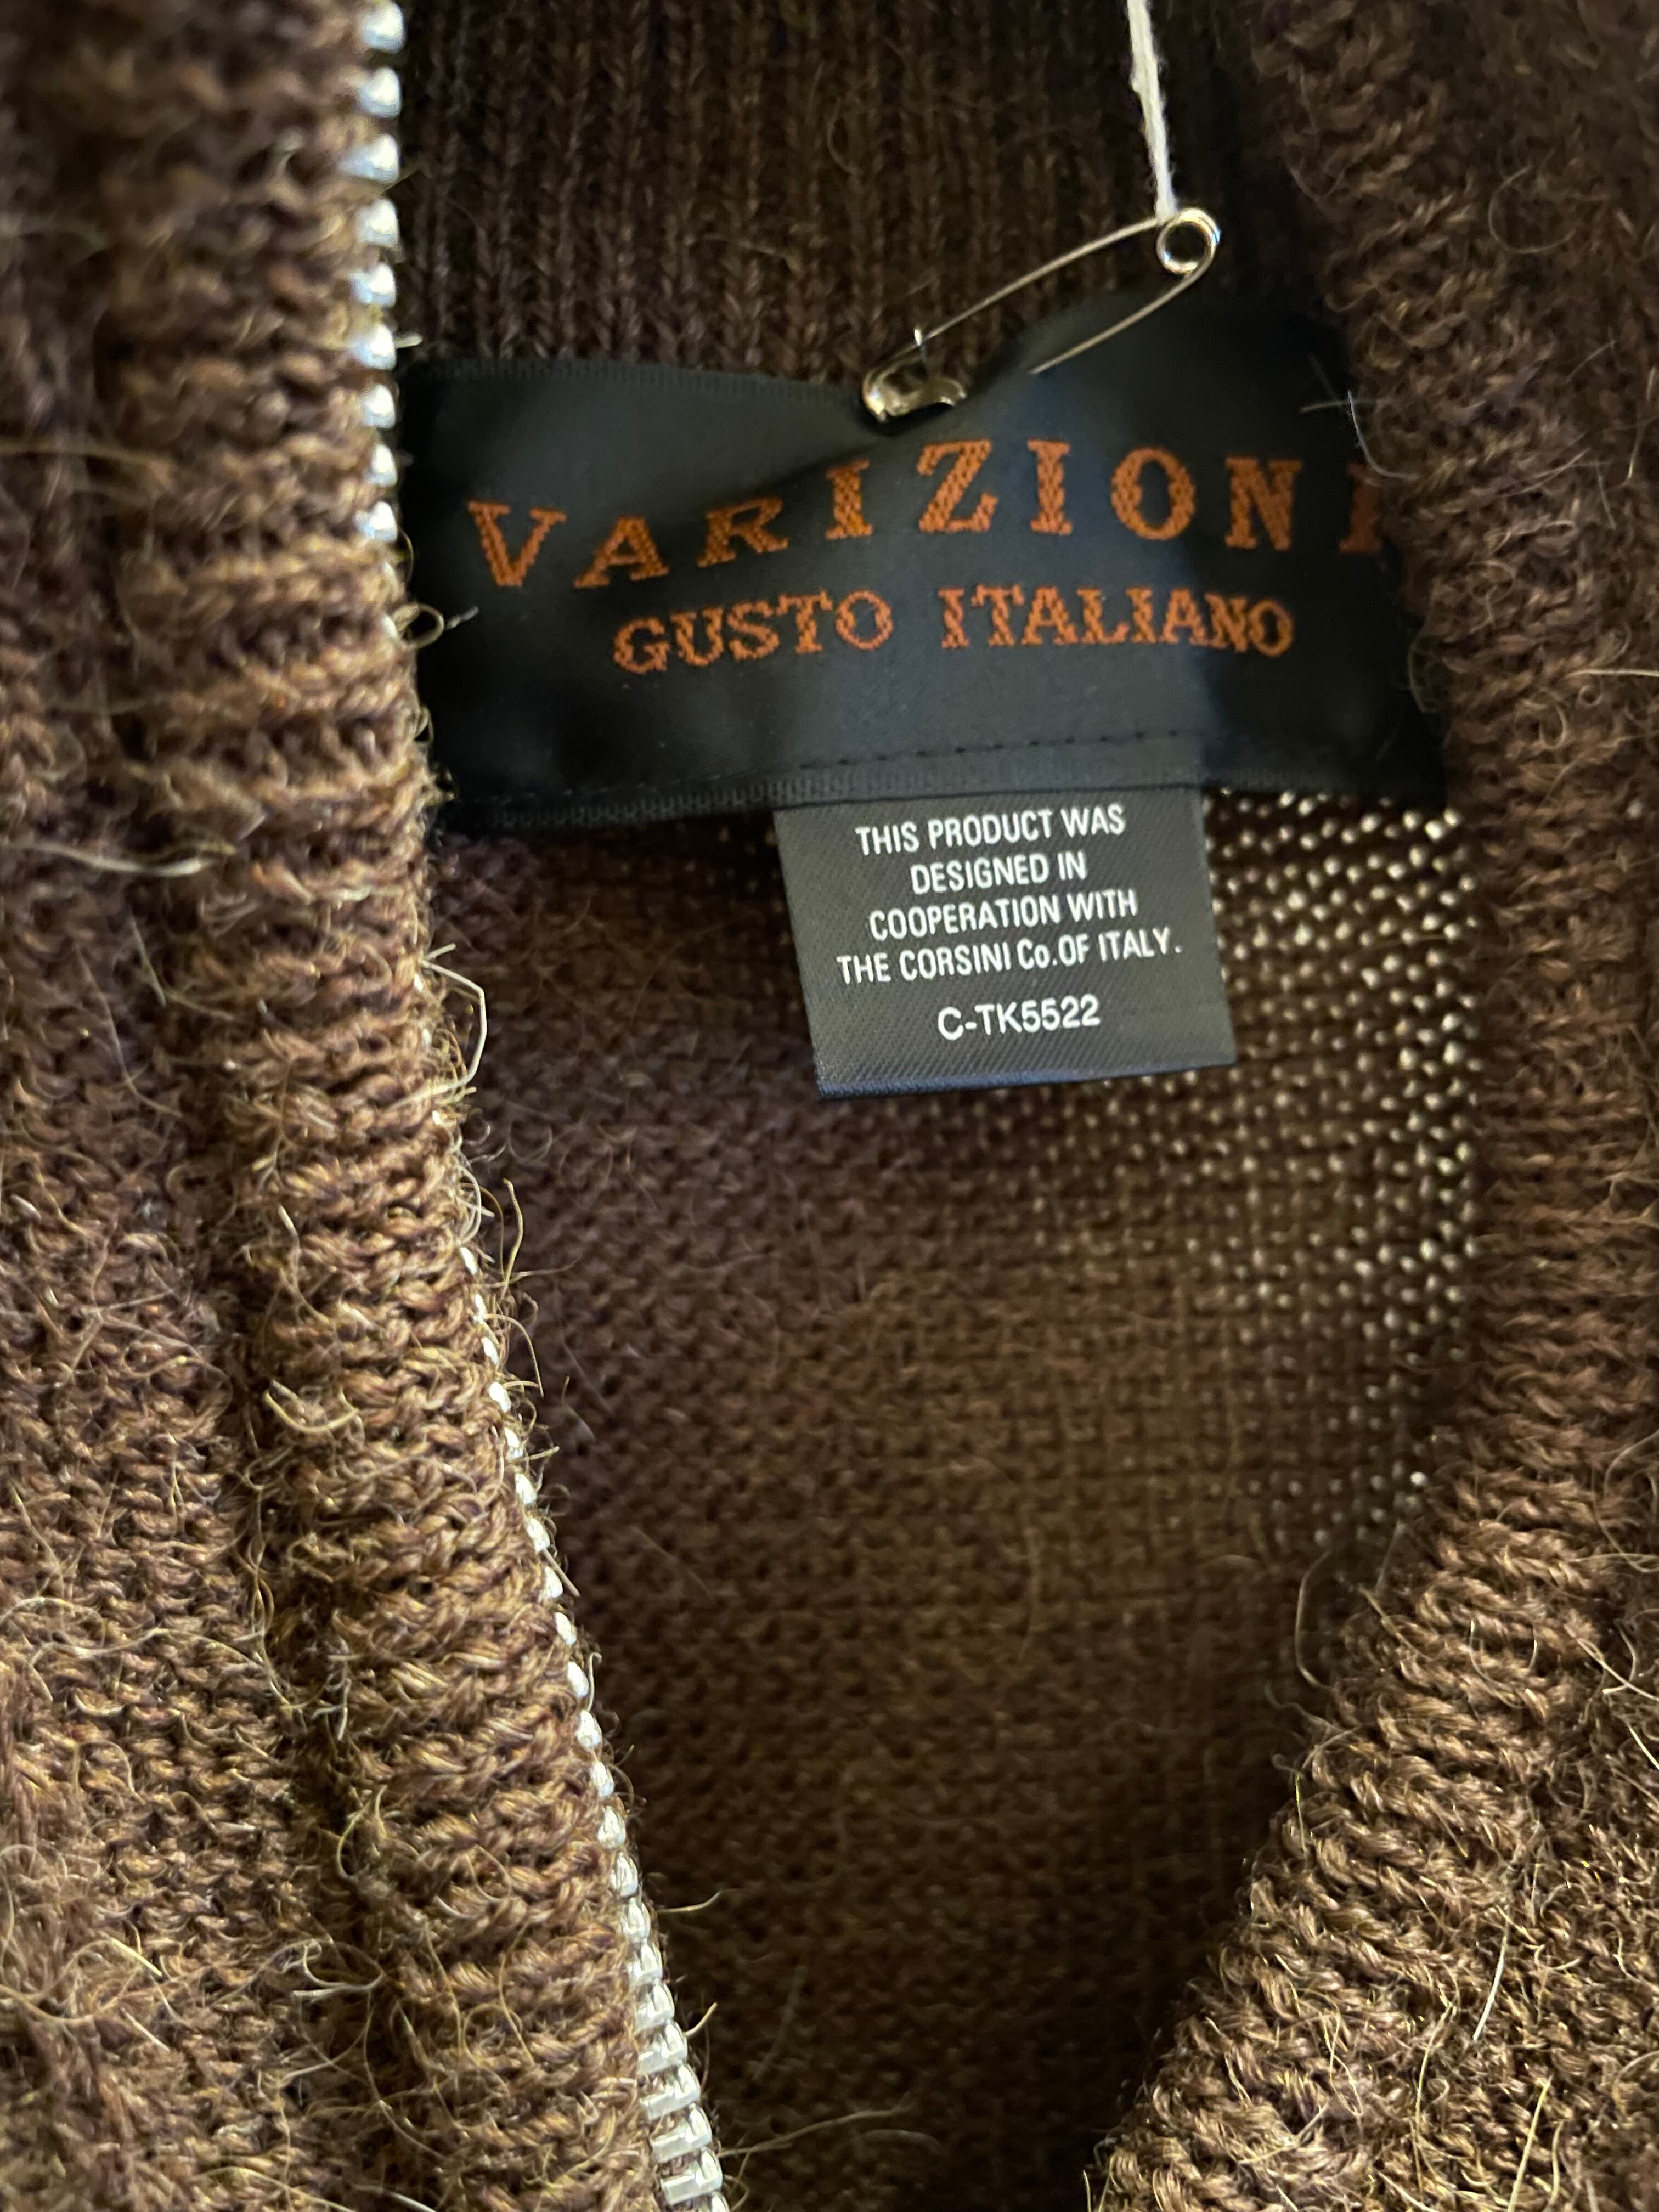 VARIZIONI
GUSTO ITALIANO
THIS PRODUCT WAS
DESIGNED IN
COOPERATION WITH
THE CORSINI Co.OF ITALY.
C-TK5522